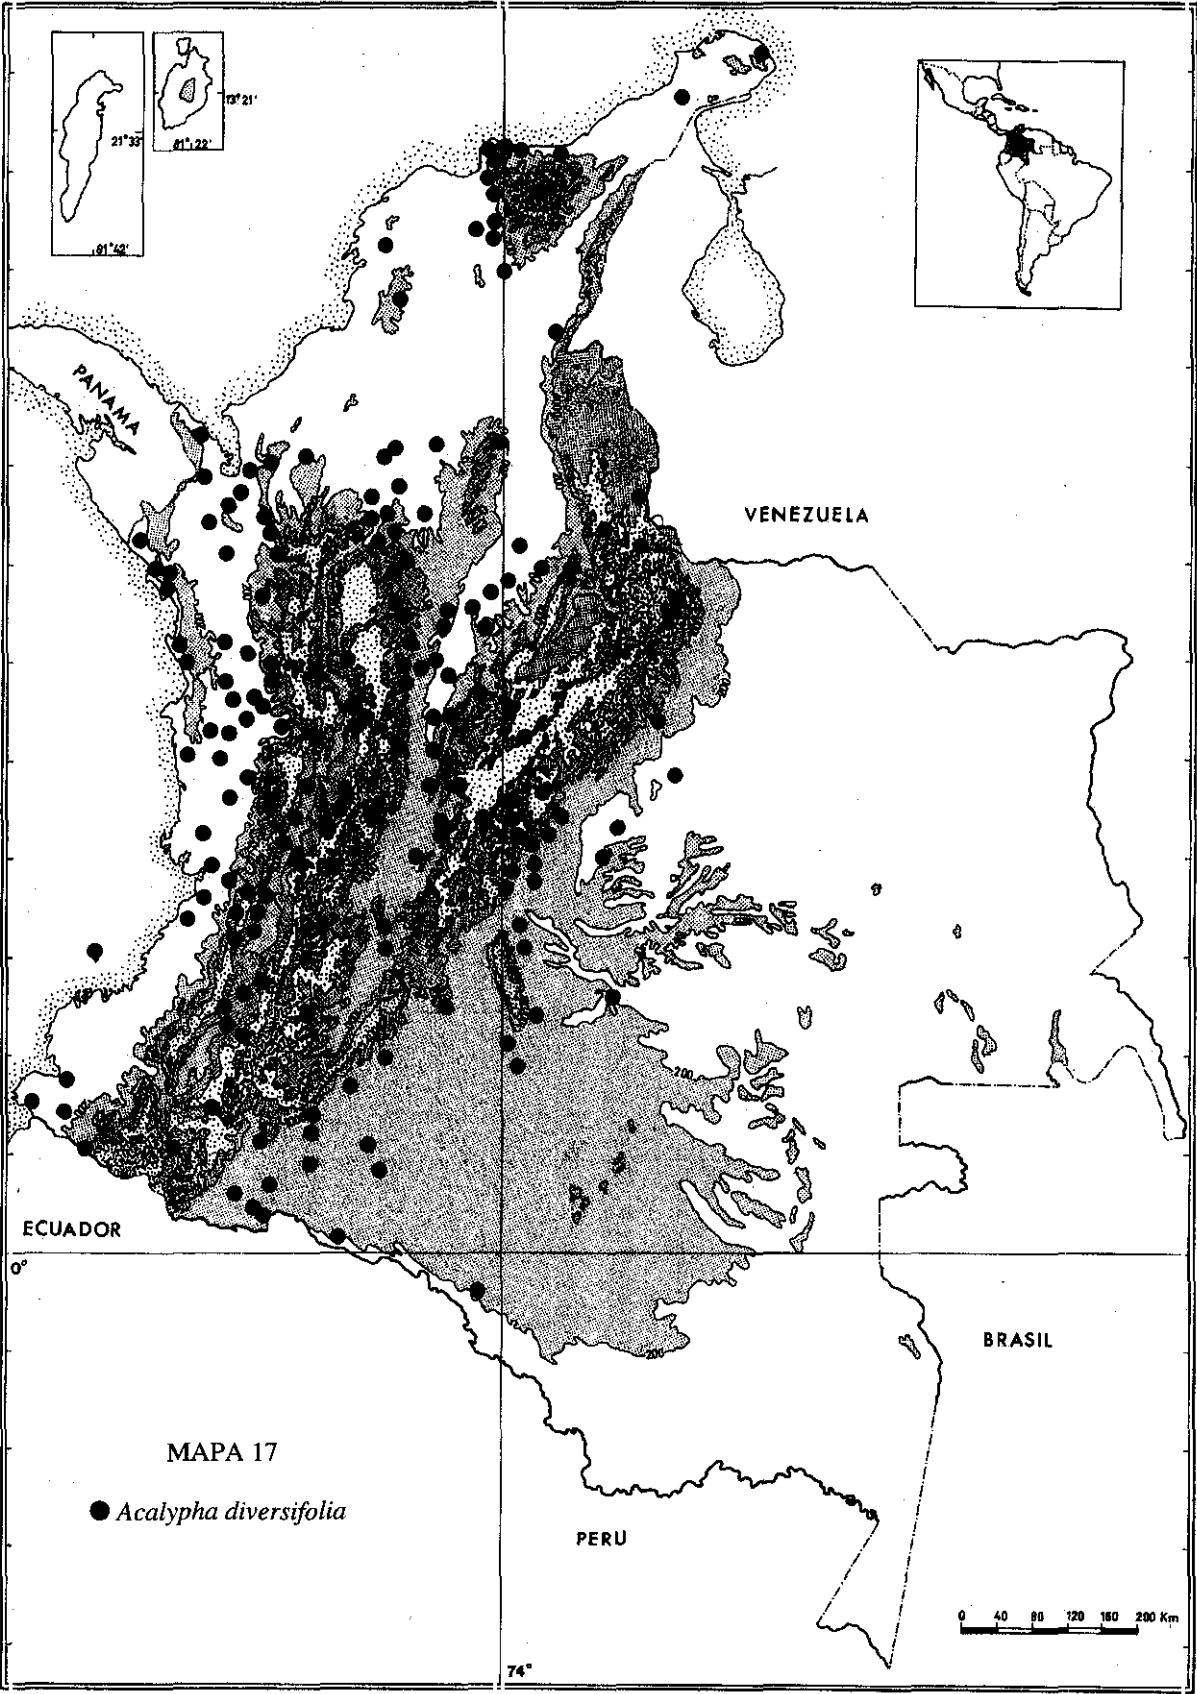 13°21'
21°33'
81°22'
81°42'
PANAMA
VENEZUELA
200
ECUADOR
0°
BRASIL
200
MAPA 17
Acalypha diversifolia
PERU
0 40 80 120 160 200 Km
74°